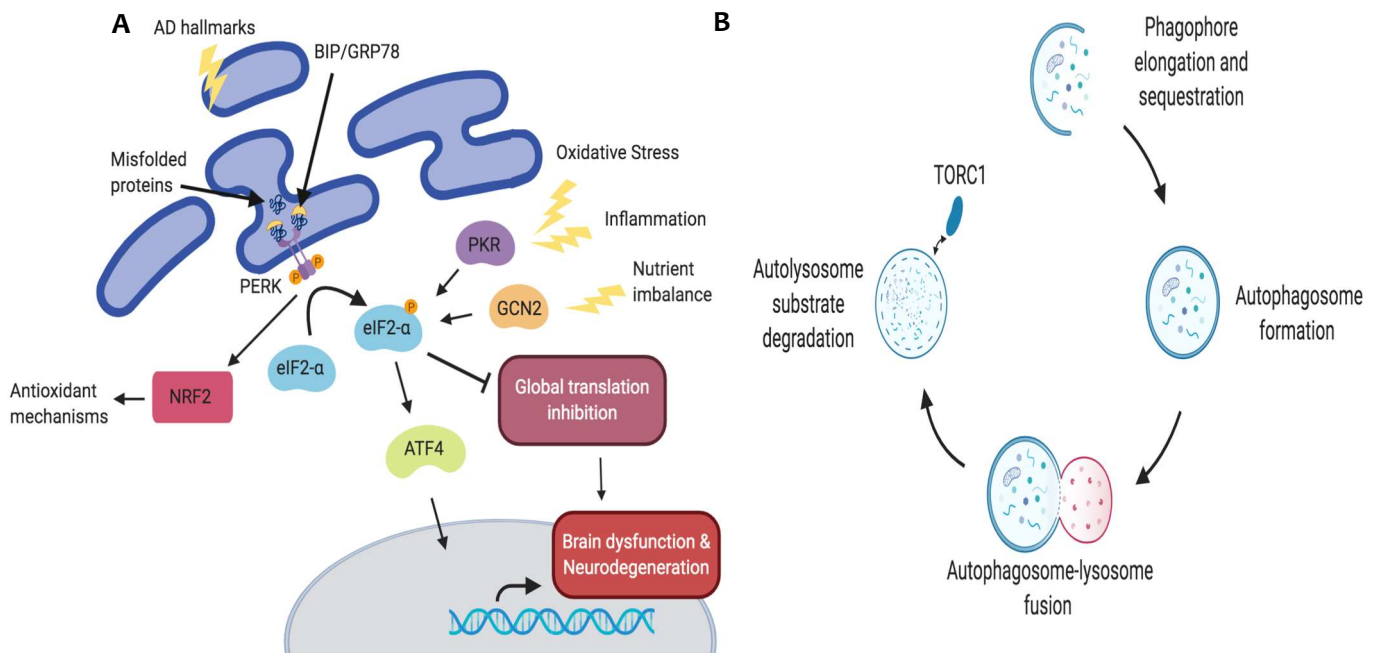 A
AD hallmarks
BIP/GRP78
Misfolded
proteins
Oxidative Stress
Inflammation
PKR
Nutrient
imbalance
GCN2
P
P
PERK
P
eIF2-α
eIF2-α
Antioxidant
mechanisms
NRF2
Global translation
inhibition
ATF4
Brain dysfunction &
Neurodegeneration
B
Phagophore
elongation and
sequestration
TORC1
Autolysosome
substrate
degradation
Autophagosome
formation
Autophagosome-lysosome
fusion